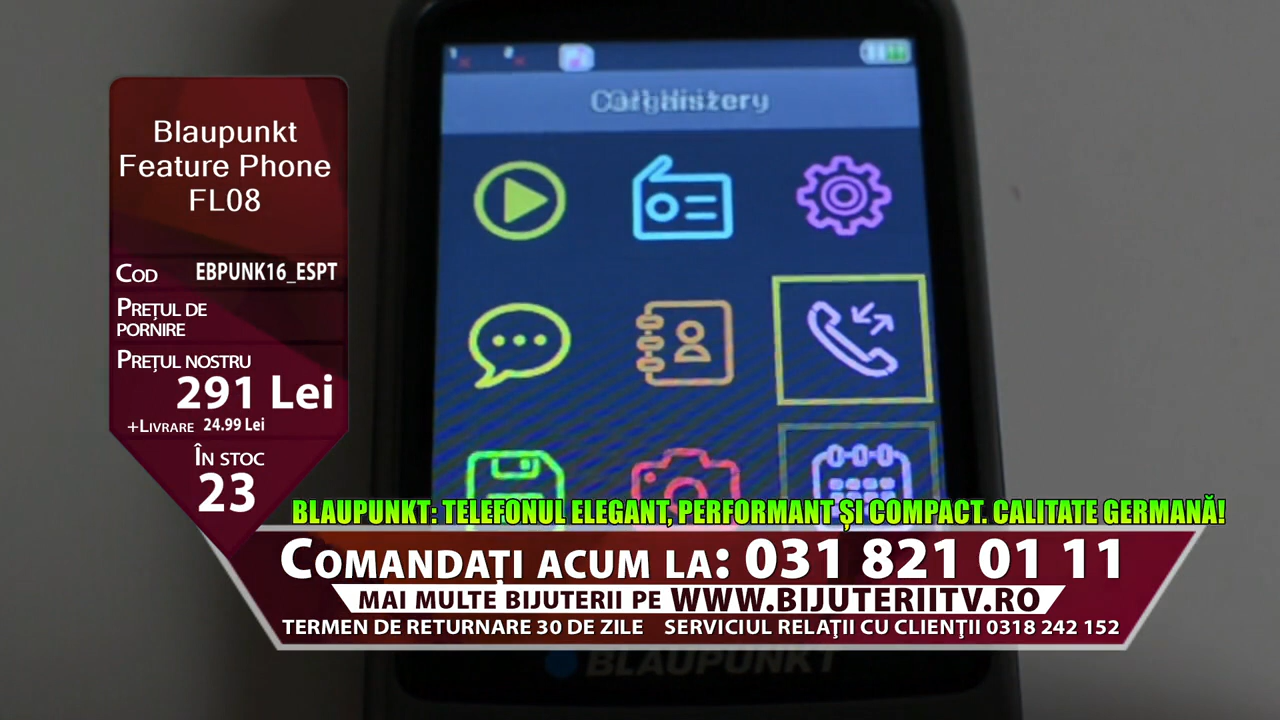 Blaupunkt
Feature Phone
FL08
Cod EBPUNK16_ESPT
Prețul de
pornire
Prețul nostru
291 Lei
+Livrare 24.99 Lei
În stoc
23
BLAUPUNKT: TELEFONUL ELEGANT, PERFORMANT ȘI COMPACT. CALITATE GERMANĂ!
Comandați acum la: 031 821 01 11
MAI MULTE BIJUTERII PE WWW.BIJUTERIITV.RO
TERMEN DE RETURNARE 30 DE ZILE SERVICIUL RELAŢII CU CLIENŢII 0318 242 152
BLAUPUNKT